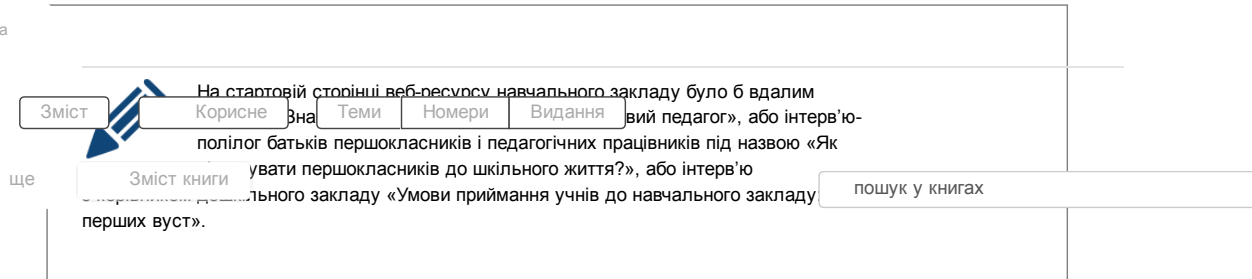 а
На стартовій сторінці веб-ресурсу навчального закладу було б вдалим
Зміст
Корисне
Теми
Номери
Видання
вий педагог», або інтерв’ю-
полілог батьків першокласників і педагогічних працівників під назвою «Як
увати першокласників до шкільного життя?», або інтерв’ю
ще
Зміст книги
пошук у книгах
дошкільного закладу «Умови приймання учнів до навчального закладу
перших вуст».